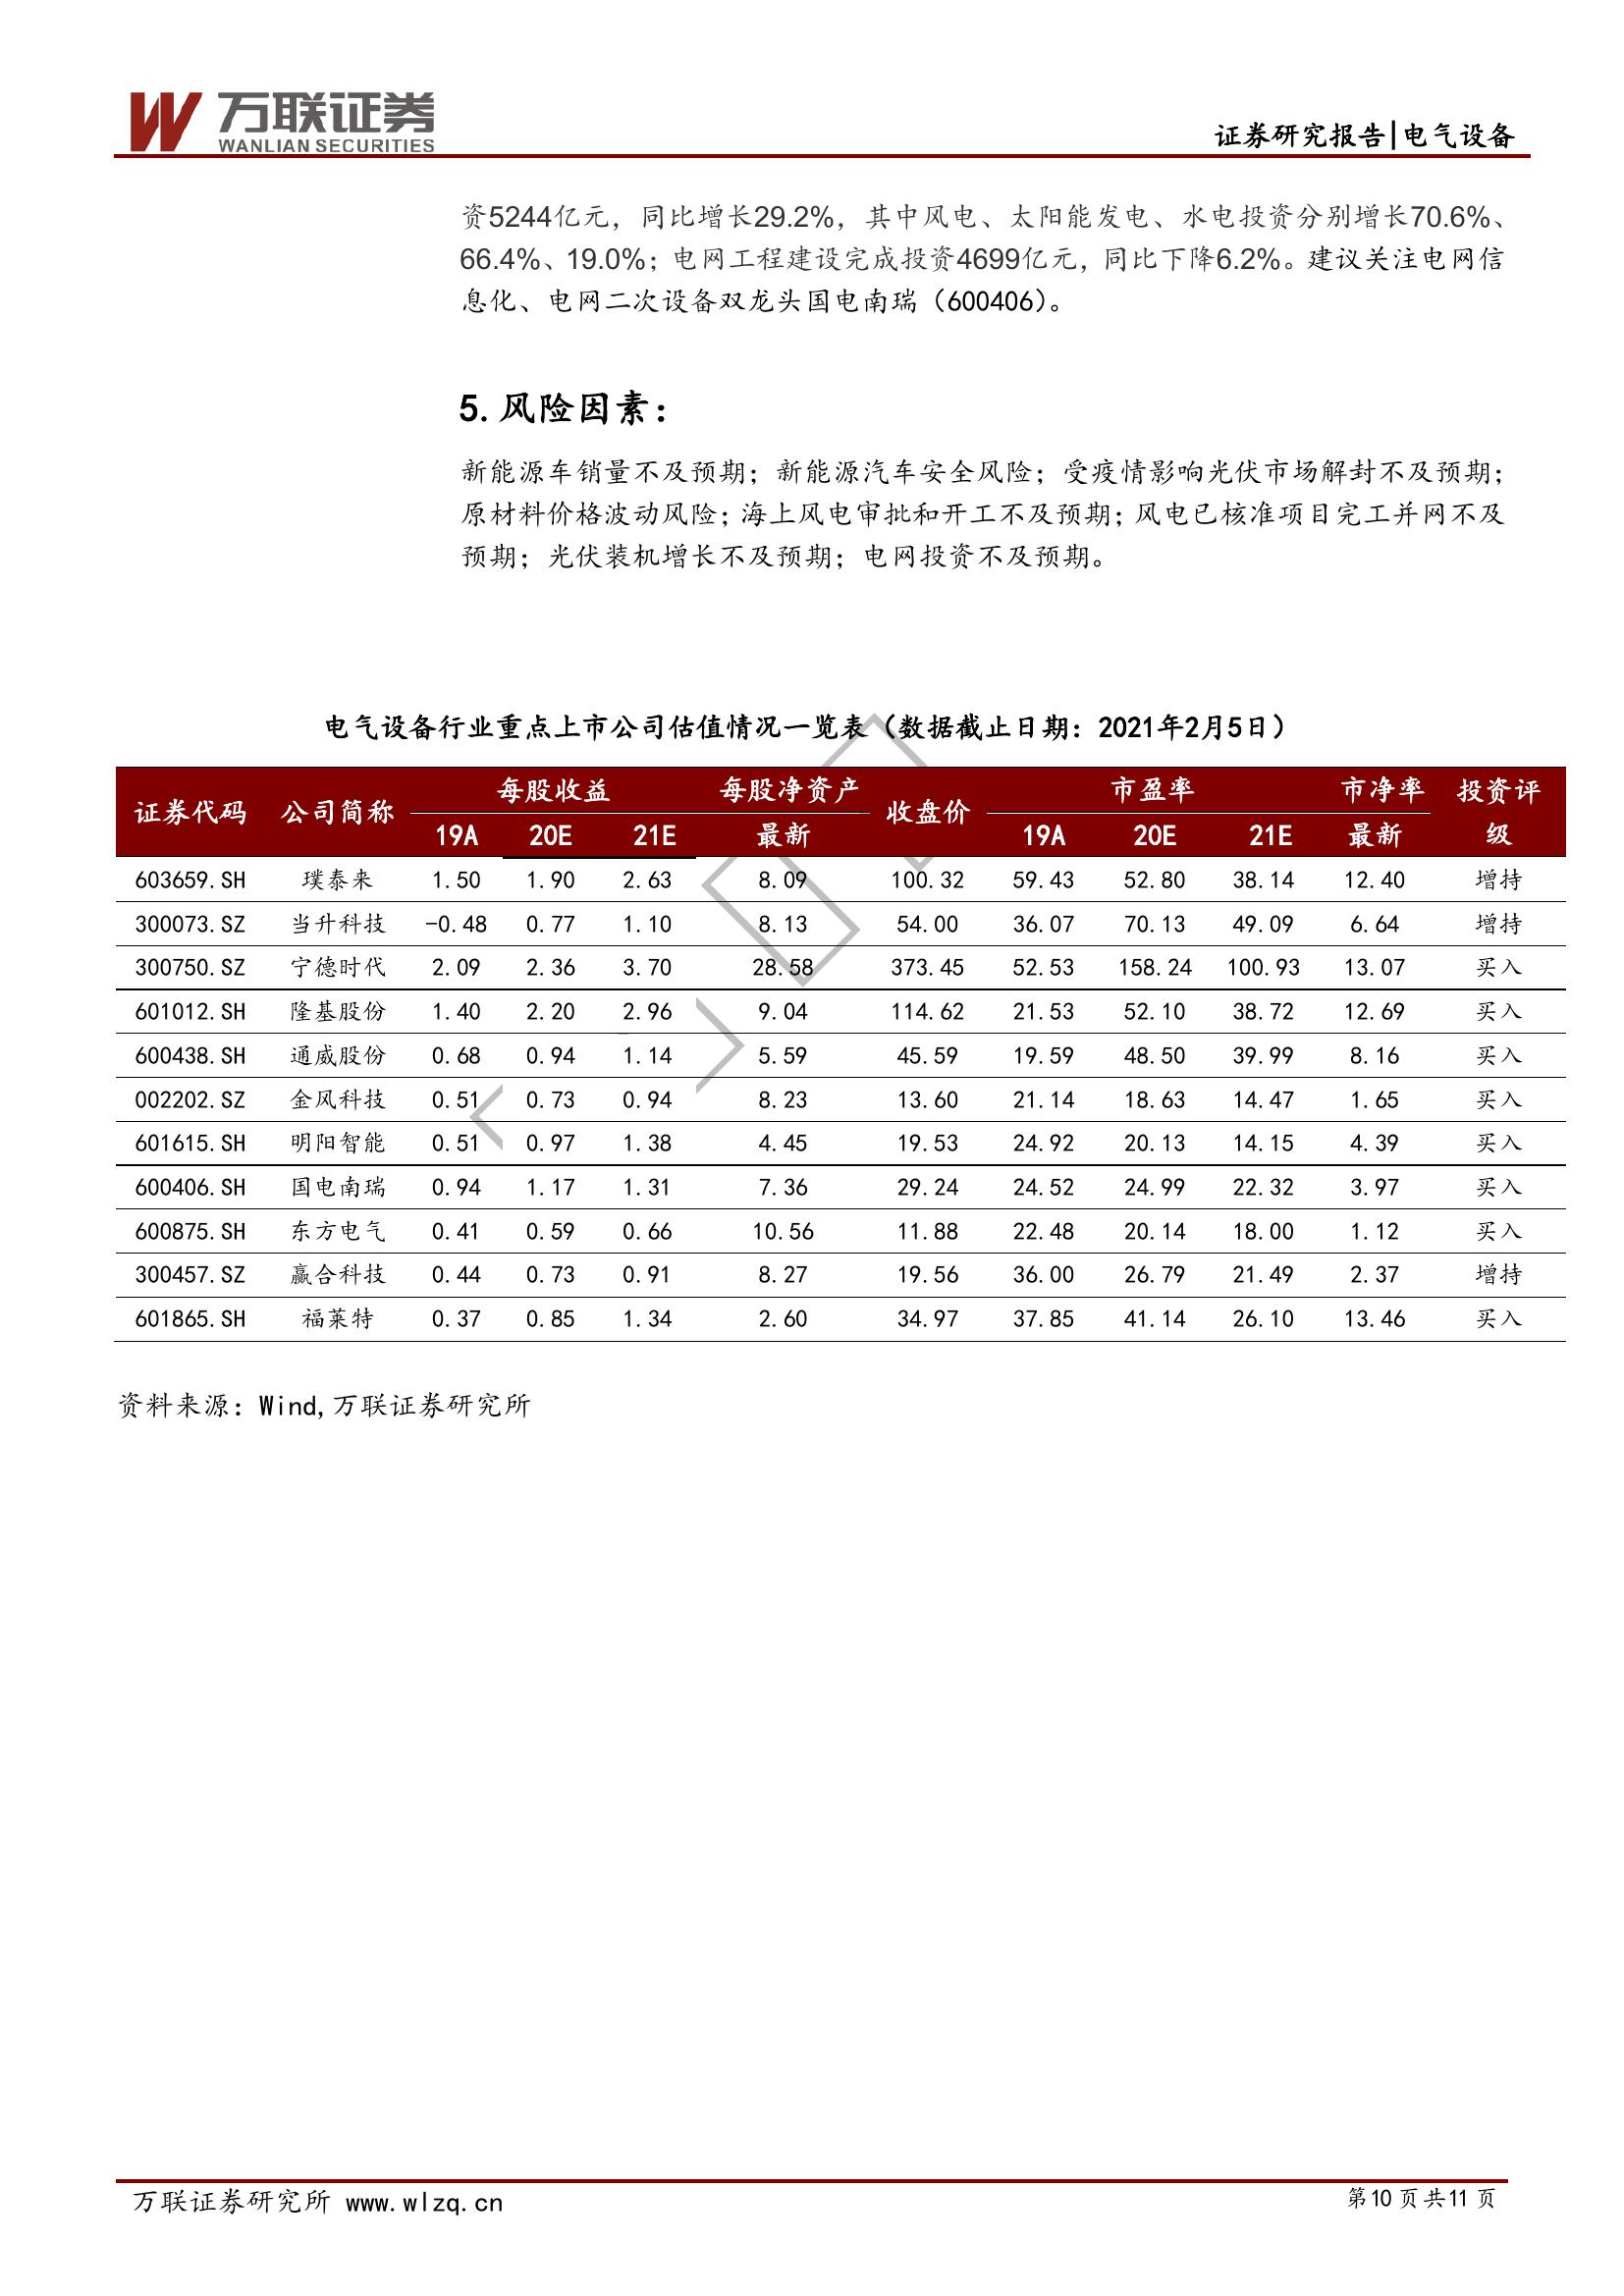 万联证券
WANLIAN SECURITIES
证券研究报告|电气设备
资5244亿元，同比增长29.2%，其中风电、太阳能发电、水电投资分别增长70.6%、
66.4%、19.0%；电网工程建设完成投资4699亿元，同比下降6.2%。建议关注电网信
息化、电网二次设备双龙头国电南瑞（600406）。
5.风险因素：
新能源车销量不及预期；新能源汽车安全风险；受疫情影响光伏市场解封不及预期；
原材料价格波动风险；海上风电审批和开工不及预期；风电已核准项目完工并网不及
预期；光伏装机增长不及预期；电网投资不及预期。
电气设备行业重点上市公司估值情况一览表（数据截止日期：2021年2月5日）
证券代码 公司简称 每股收益 每股净资产 收盘价 市盈率 市净率 投资评级
19A 20E 21E 最新 19A 20E 21E 最新
603659.SH 璞泰来 1.50 1.90 2.63 8.09 100.32 59.43 52.80 38.14 12.40 增持
300073.SZ 当升科技 -0.48 0.77 1.10 8.13 54.00 36.07 70.13 49.09 6.64 增持
300750.SZ 宁德时代 2.09 2.36 3.70 28.58 373.45 52.53 158.24 100.93 13.07 买入
601012.SH 隆基股份 1.40 2.20 2.96 9.04 114.62 21.53 52.10 38.72 12.69 买入
600438.SH 通威股份 0.68 0.94 1.14 5.59 45.59 19.59 48.50 39.99 8.16 买入
002202.SZ 金风科技 0.51 0.73 0.94 8.23 13.60 21.14 18.63 14.47 1.65 买入
601615.SH 明阳智能 0.51 0.97 1.38 4.45 19.53 24.92 20.13 14.15 4.39 买入
600406.SH 国电南瑞 0.94 1.17 1.31 7.36 29.24 24.52 24.99 22.32 3.97 买入
600875.SH 东方电气 0.41 0.59 0.66 10.56 11.88 22.48 20.14 18.00 1.12 买入
300457.SZ 赢合科技 0.44 0.73 0.91 8.27 19.56 36.00 26.79 21.49 2.37 增持
601865.SH 福莱特 0.37 0.85 1.34 2.60 34.97 37.85 41.14 26.10 13.46 买入
资料来源：Wind,万联证券研究所
万联证券研究所 www.wlzq.cn
第10页共11页